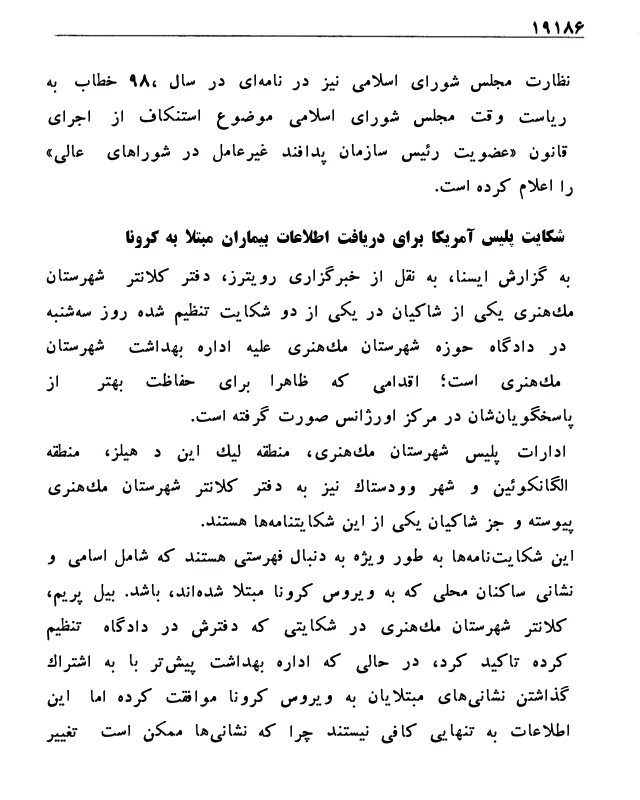 ۱۹۱۸۶
نظارت مجلس شورای اسلامی نیز در نامه‌ای در سال ۹۸، خطاب به
ریاست وقت مجلس شورای اسلامی موضوع استنکاف از اجرای
قانون «عضویت رئیس سازمان پدافند غیرعامل در شوراهای عالی»
را اعلام کرده است.
شکایت پلیس آمریکا برای دریافت اطلاعات بیماران مبتلا به کرونا
به گزارش ایسنا، به نقل از خبرگزاری رویترز، دفتر کلانتر شهرستان
مك‌هنری یکی از شاکیان در یکی از دو شکایت تنظیم شده روز سه‌شنبه
در دادگاه حوزه شهرستان مك‌هنری علیه اداره بهداشت شهرستان
مك‌هنری است؛ اقدامی که ظاهرا برای حفاظت بهتر از
پاسخگویان‌شان در مرکز اورژانس صورت گرفته است.
ادارات پلیس شهرستان مك‌هنری، منطقه لیك این د هیلز، منطقه
الگانکوئین و شهر وودستاك نیز به دفتر کلانتر شهرستان مك‌هنری
پیوسته و جز شاکیان یکی از این شکایتنامه‌ها هستند.
این شکایت‌نامه‌ها به طور ویژه به دنبال فهرستی هستند که شامل اسامی و
نشانی ساکنان محلی که به ویروس کرونا مبتلا شده‌اند، باشد. بیل پریم،
کلانتر شهرستان مك‌هنری در شکایتی که دفترش در دادگاه تنظیم
کرده تاکید کرد، در حالی که اداره بهداشت پیش‌تر با به اشتراك
گذاشتن نشانی‌های مبتلایان به ویروس کرونا موافقت کرده اما این
اطلاعات به تنهایی کافی نیستند چرا که نشانی‌ها ممکن است تغییر